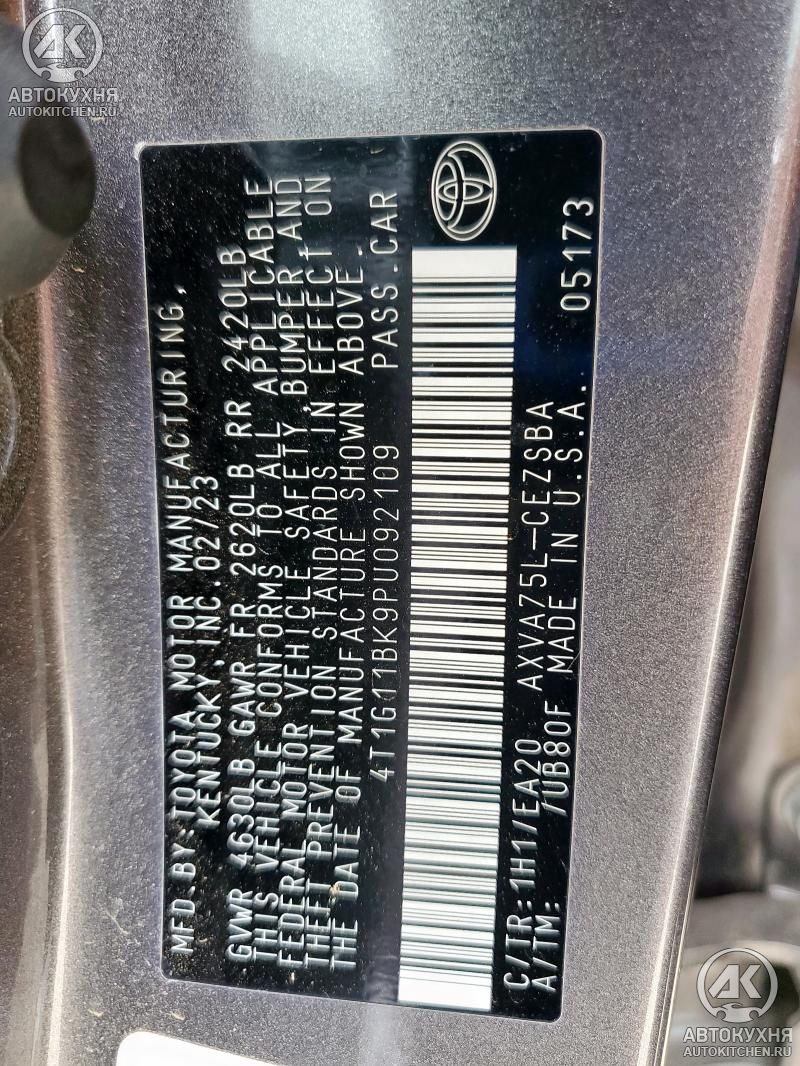 АВТОКУХНЯ
AUTOKITCHEN.RU
MFD.BY:TOYOTA MOTOR MANUFACTURING,
KENTUCKY,INC.02/23
GVWR 4630LB GAWR FR 2620LB RR 2420LB
THIS VEHICLE CONFORMS TO ALL APPLICABLE
FEDERAL MOTOR VEHICLE SAFETY,BUMPER,AND
THEFT PREVENTION STANDARDS IN EFFECT ON
THE DATE OF MANUFACTURE SHOWN ABOVE.
4T1G11BK9PU092109 PASS.CAR
C/TR:1H1/EA20 AXVA75L-CEZSBA 05173
A/TM: /UB80F MADE IN U.S.A.
АВТОКУХНЯ
AUTOKITCHEN.RU